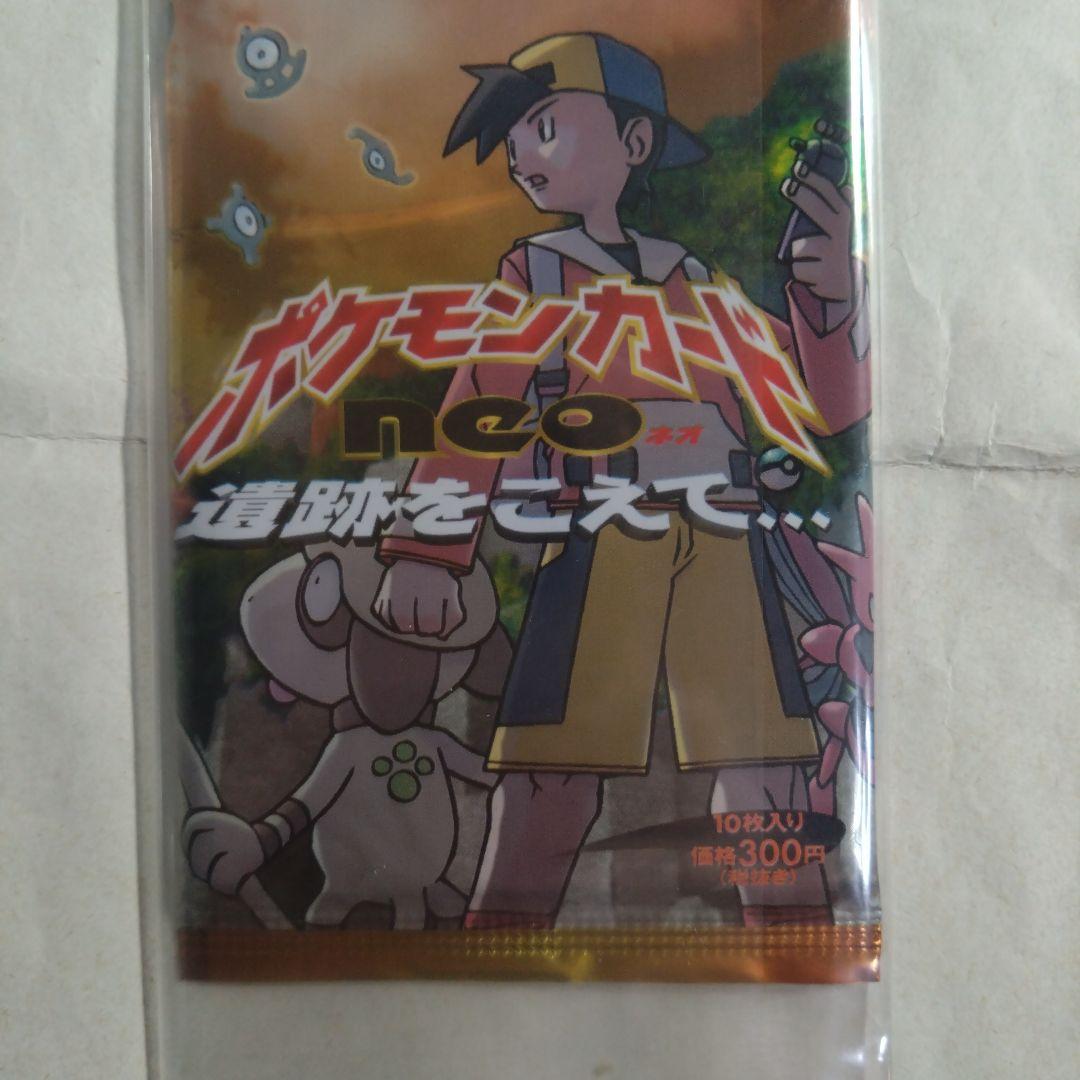 ポケモンカード
neo ネオ
遺跡をこえて...
10枚入り
価格300円
(税抜き)